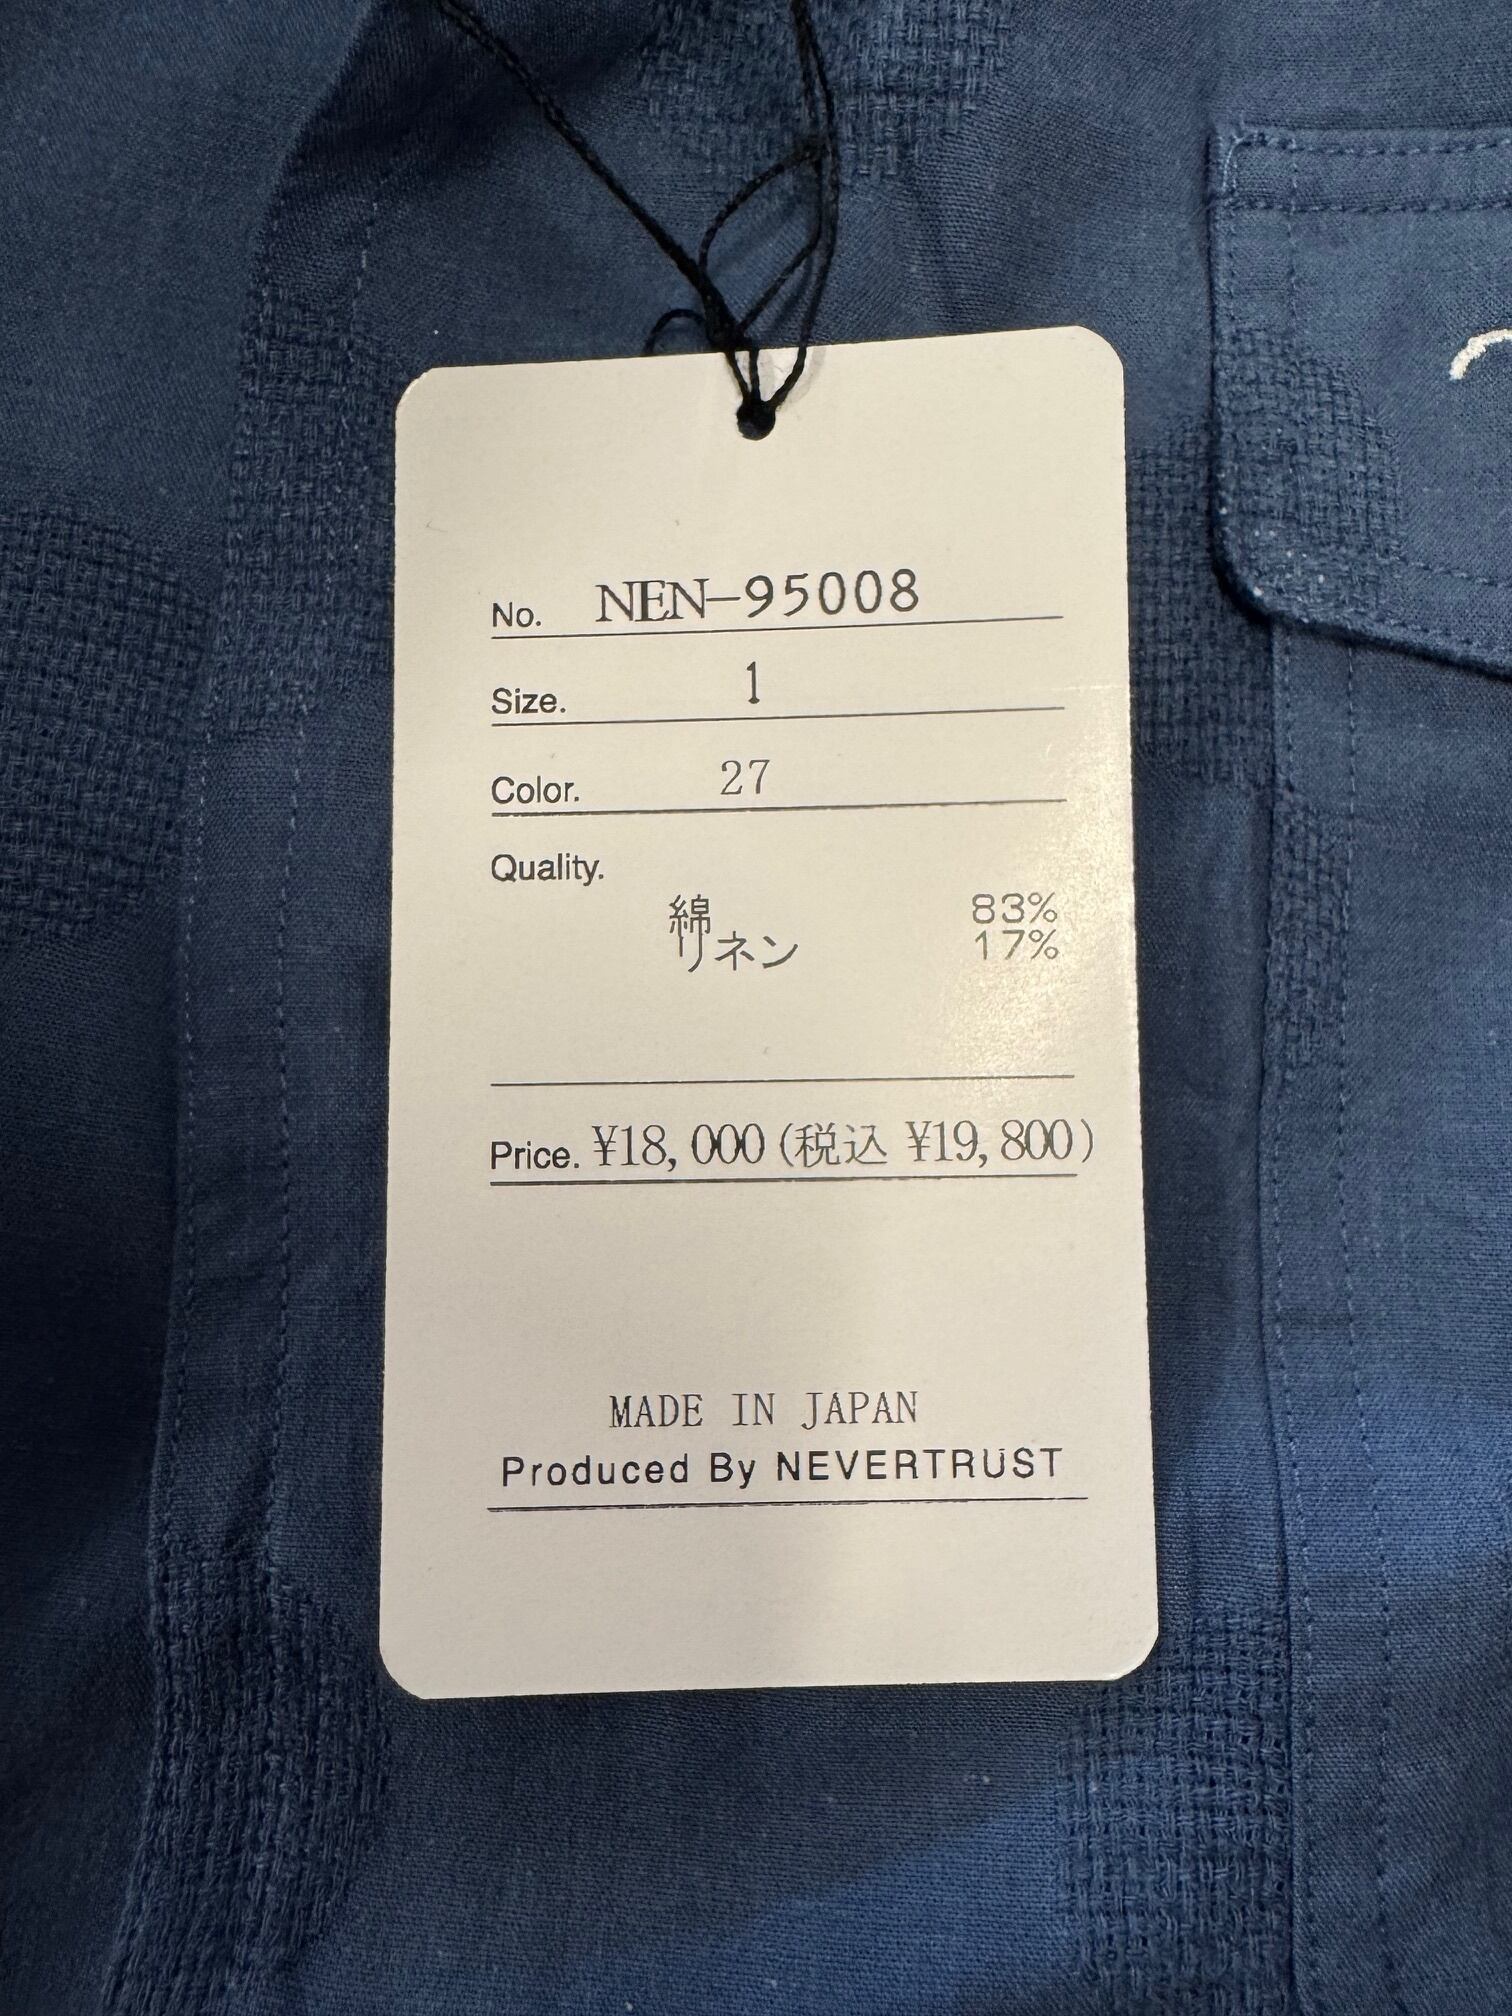 No. NEN-95008
Size. 1
Color. 27
Quality.
綿 83%
リネン 17%
Price. ¥18,000(税込 ¥19,800)
MADE IN JAPAN
Produced By NEVERTRUST